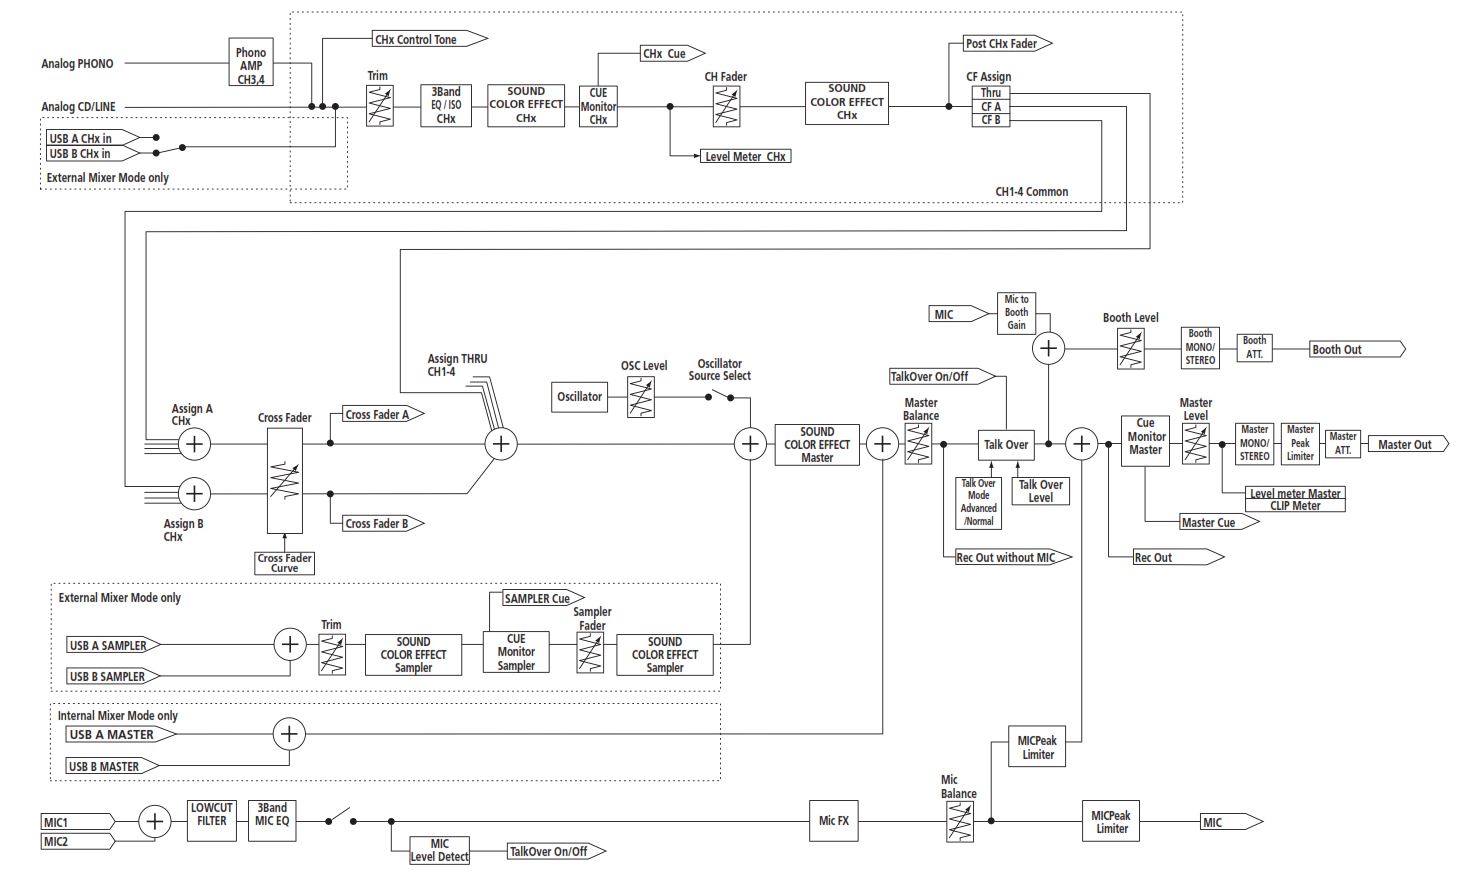 Analog PHONO
Phono
AMP
CH3,4
CHx Control Tone
Analog CD/LINE
Trim
3Band
EQ / ISO
CHx
SOUND
COLOR EFFECT
CHx
CUE
Monitor
CHx
CHx Cue
Level Meter CHx
CH Fader
SOUND
COLOR EFFECT
CHx
Post CHx Fader
CF Assign
Thru
CF A
CF B
CH1-4 Common
USB A CHx in
USB B CHx in
External Mixer Mode only
MIC
Mic to
Booth
Gain
Booth Level
Booth
MONO/
STEREO
Booth
ATT.
Booth Out
Assign A
CHx
Assign B
CHx
Cross Fader
Cross Fader
Curve
Cross Fader A
Cross Fader B
Assign THRU
CH1-4
Oscillator
OSC Level
Oscillator
Source Select
SOUND
COLOR EFFECT
Master
TalkOver On/Off
Master
Balance
Talk Over
Talk Over
Mode
Advanced
/Normal
Talk Over
Level
Rec Out without MIC
Rec Out
Cue
Monitor
Master
Master Cue
Master
Level
Master
MONO/
STEREO
Master
Peak
Limiter
Master
ATT.
Master Out
Level meter Master
CLIP Meter
External Mixer Mode only
USB A SAMPLER
USB B SAMPLER
Trim
SOUND
COLOR EFFECT
Sampler
SAMPLER Cue
CUE
Monitor
Sampler
Sampler
Fader
SOUND
COLOR EFFECT
Sampler
Internal Mixer Mode only
USB A MASTER
USB B MASTER
MIC1
MIC2
LOWCUT
FILTER
3Band
MIC EQ
MIC
Level Detect
TalkOver On/Off
Mic FX
Mic
Balance
MICPeak
Limiter
MICPeak
Limiter
MIC